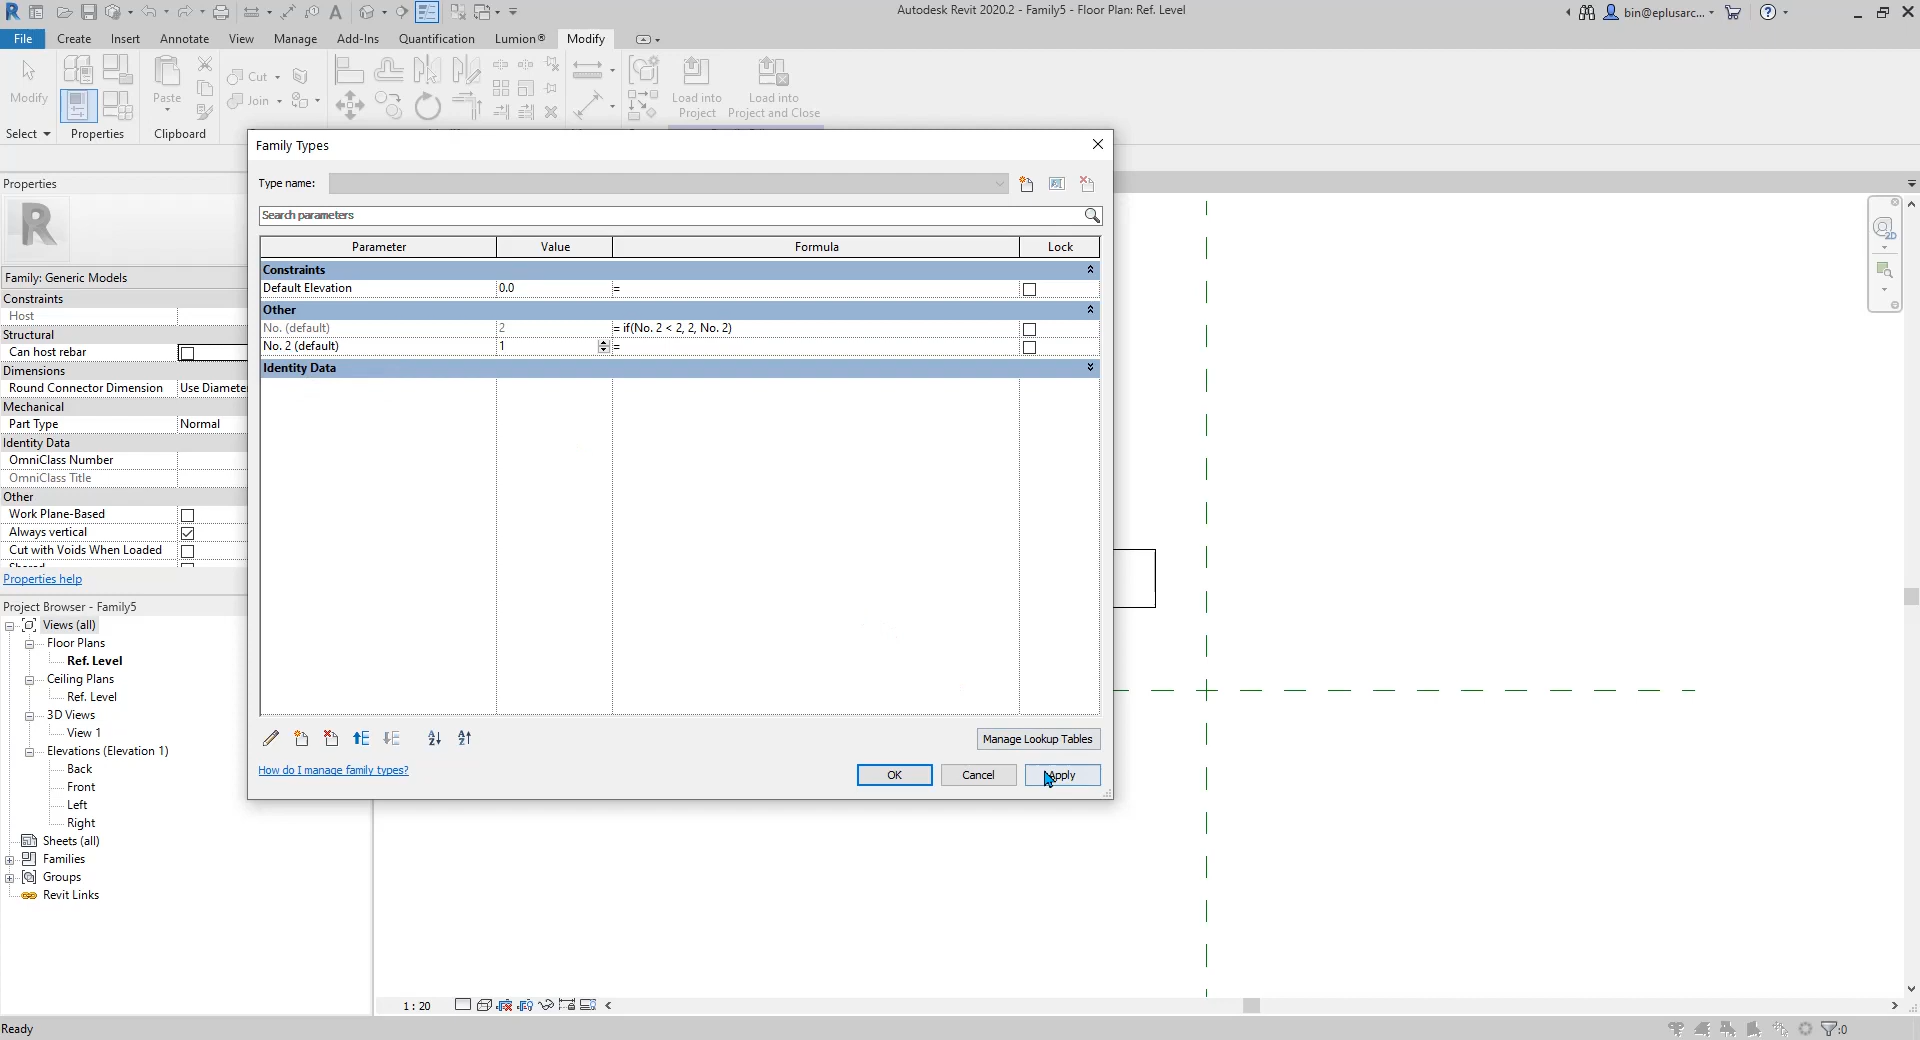 Autodesk Revit 2020.2 - Family5 - Floor Plan: Ref. Level
bin@eplusarc...
File
Create
Insert
Annotate
View
Manage
Add-Ins
Quantification
Lumion®
Modify
Modify
Paste
Cut
Join
Load into
Project
Load into
Project and Close
Select
Properties
Clipboard
Properties
Family: Generic Models
Constraints
Host
Structural
Can host rebar
Dimensions
Round Connector Dimension
Use Diamete
Mechanical
Part Type
Normal
Identity Data
OmniClass Number
OmniClass Title
Other
Work Plane-Based
Always vertical
Cut with Voids When Loaded
Shared
Properties help
Project Browser - Family5
Views (all)
Floor Plans
Ref. Level
Ceiling Plans
Ref. Level
3D Views
View 1
Elevations (Elevation 1)
Back
Front
Left
Right
Sheets (all)
Families
Groups
Revit Links
Family Types
Type name:
Search parameters
Parameter
Value
Formula
Lock
Constraints
Default Elevation
0.0
=
Other
No. (default)
2
= if(No. 2 < 2, 2, No. 2)
No. 2 (default)
1
=
Identity Data
Manage Lookup Tables
How do I manage family types?
OK
Cancel
Apply
2D
1 : 20
Ready
:0